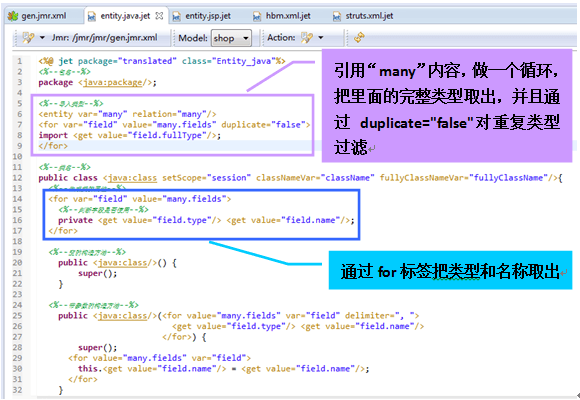 gen.jmr.xml entity.java.jet entity.jsp.jet hbm.xml.jet struts.xml.jet
Jmr: /jmr/jmr/gen.jmr.xml Model: shop Action:
1 <%@ jet package="translated" class="Entity_java"%>
2 <%--包名--%>
3 package <java:package/>;
4
5 <%--导入类型--%>
6 <entity var="many" relation="many"/>
7 <for var="field" value="many.fields" duplicate="false">
8 import <get value="field.fullType"/>;
9 </for>
10
11 <%--类名--%>
12 public class <java:class setScope="session" classNameVar="className" fullyClassNameVar="fullyClassName"/>{
13
14 <for var="field" value="many.fields">
15
16 private <get value="field.type"/> <get value="field.name"/>;
17 </for>
18
19 <%--空的构造方法--%>
20 public <java:class/>() {
21 super();
22 }
23
24 <%--带参数的构造方法--%>
25 public <java:class/>(<for value="many.fields" var="field" delimiter=", ">
26 <get value="field.type"/> <get value="field.name"/>
27 </for>) {
28 super();
29 <for value="many.fields" var="field">
30 this.<get value="field.name"/> = <get value="field.name"/>;
31 </for>
32 }
引用“many”内容，做一个循环，
把里面的完整类型取出，并且通
过 duplicate="false"对重复类型
过滤
通过 for 标签把类型和名称取出